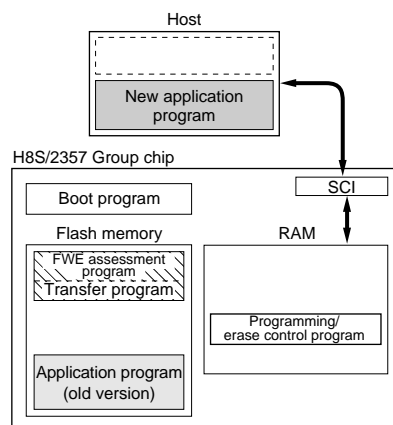 Host
New application
program
H8S/2357 Group chip
SCI
Boot program
Flash memory
RAM
FWE assessment
program
Transfer program
Programming/
erase control program
Application program
(old version)